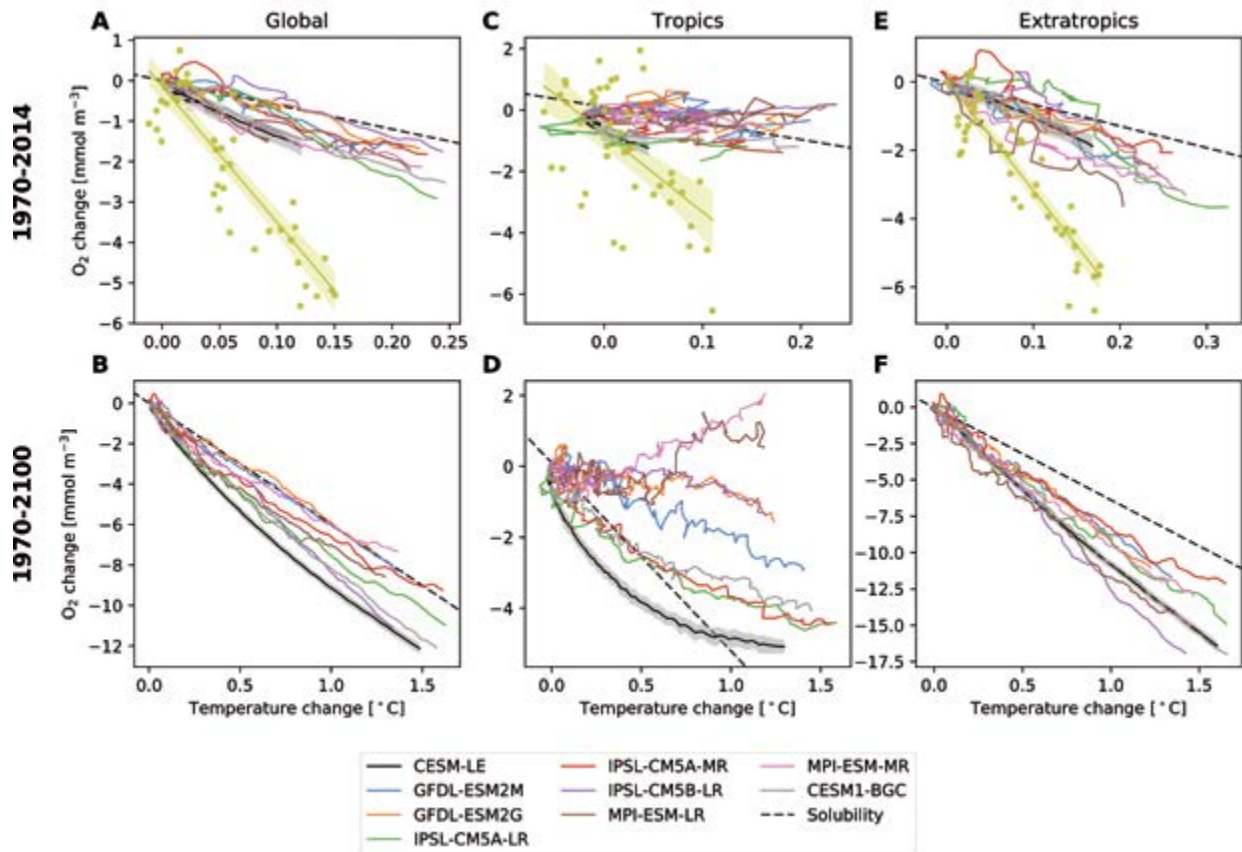 A Global
C Tropics
E Extratropics
1970-2014
O₂ change [mmol m⁻³]
1
0
−1
−2
−3
−4
−5
−6
0.00 0.05 0.10 0.15 0.20 0.25
2
0
−2
−4
−6
0.0 0.1 0.2
0
−2
−4
−6
0.0 0.1 0.2 0.3
B
D
F
1970-2100
O₂ change [mmol m⁻³]
0
−2
−4
−6
−8
−10
−12
0.0 0.5 1.0 1.5
Temperature change [°C]
2
0
−2
−4
0.0 0.5 1.0 1.5
Temperature change [°C]
0.0
−2.5
−5.0
−7.5
−10.0
−12.5
−15.0
−17.5
0.0 0.5 1.0 1.5
Temperature change [°C]
CESM-LE
GFDL-ESM2M
GFDL-ESM2G
IPSL-CM5A-LR
IPSL-CM5A-MR
IPSL-CM5B-LR
MPI-ESM-LR
MPI-ESM-MR
CESM1-BGC
Solubility